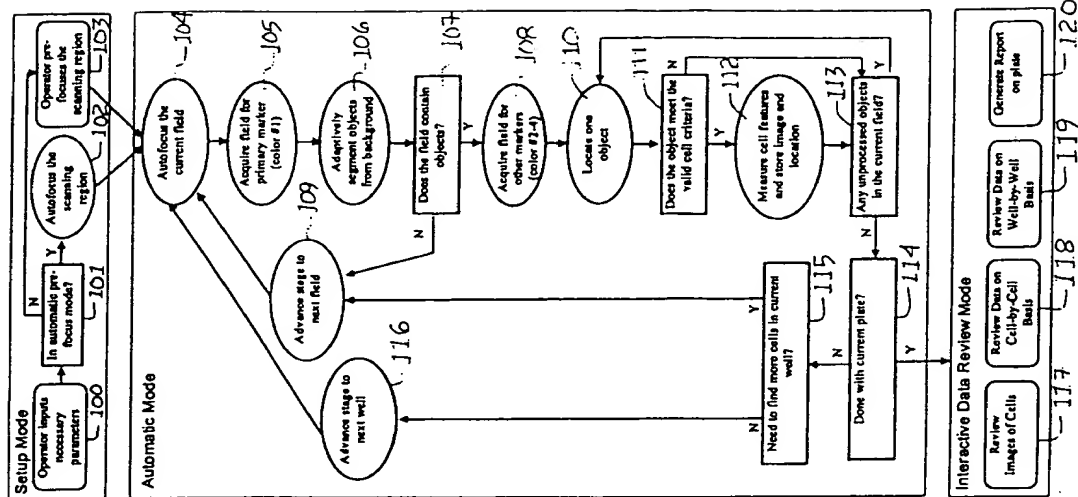 Setup Mode
Operator inputs
necessary
parameters
100
In automatic pre-
focus mode?
101
N
Y
Autofocus the
scanning
region
102
Operator pre-
focuses the
scanning region
103
Automatic Mode
Autofocus the
current field
104
Acquire field for
primary marker
(color #1)
105
Adaptively
segment objects
from background
106
Does the field contain
objects?
107
N
Y
Advance stage to
next field
109
Acquire field for
other markers
(color #2-4)
108
Locate one
object
110
Does the object meet the
valid cell criteria?
111
N
Y
Measure cell features
and store image and
location
112
Any unprocessed objects
in the current field?
113
Y
N
Done with current plate?
114
N
Y
Need to find more cells in current
well?
115
Y
N
Advance stage to
next well
116
Interactive Data Review Mode
Review
Images of Cells
117
Review Data on
Cell-by-Cell
Basis
118
Review Data on
Well-by-Well
Basis
119
Generate Report
on plate
120